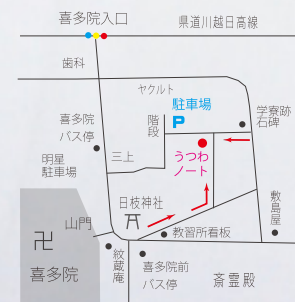 喜多院入口
県道川越日高線
歯科
ヤクルト
駐車場
P
階段
学寮跡
石碑
喜多院
バス停
うつわ
ノート
明星
駐車場
三上
日枝神社
山門
敷島屋
卍
喜多院
教習所看板
紋蔵庵
喜多院前
バス停
斎霊殿